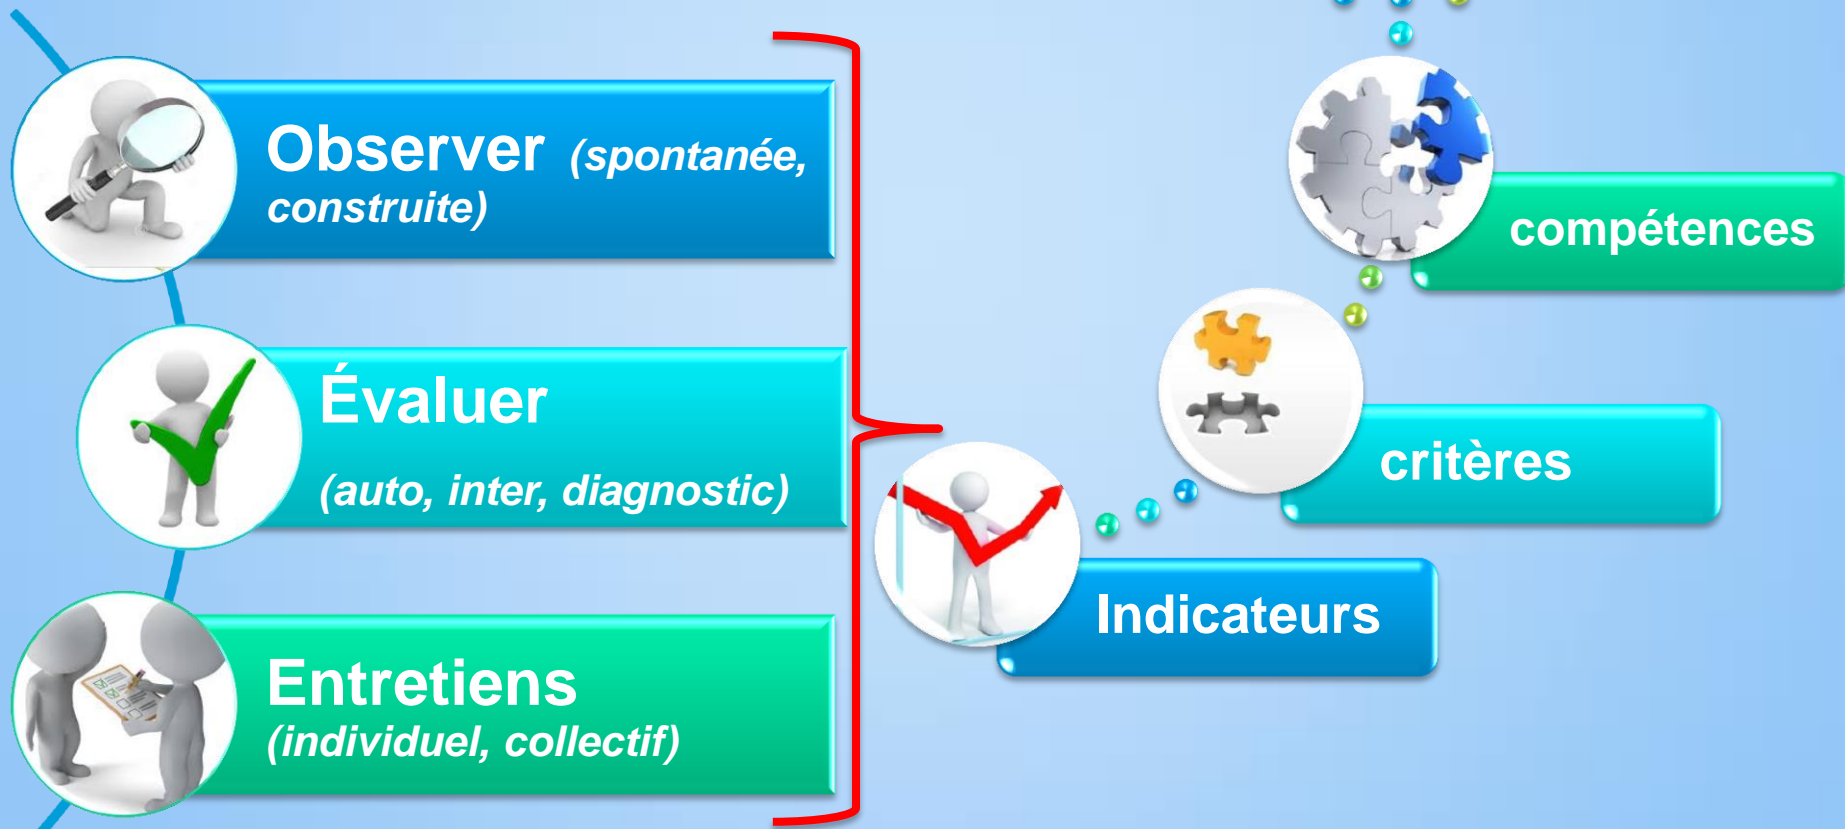 Observer (spontanée,
construite)
Évaluer
(auto, inter, diagnostic)
Entretiens
(individuel, collectif)
compétences
critères
Indicateurs